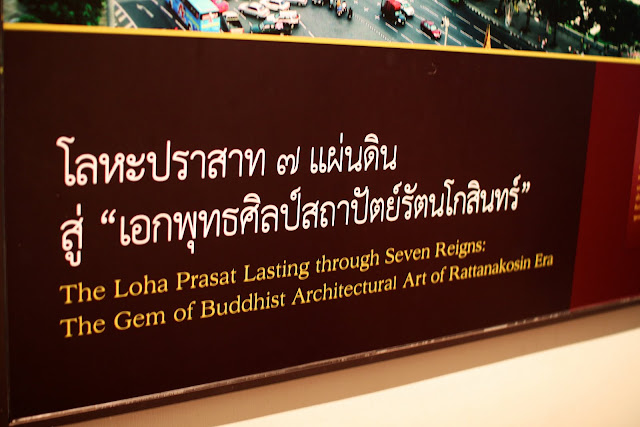 โลหะปราสาท ๗ แผ่นดิน
สู่ “เอกพุทธศิลป์สถาปัตย์รัตนโกสินทร์”
The Loha Prasat Lasting through Seven Reigns:
The Gem of Buddhist Architectural Art of Rattanakosin Era